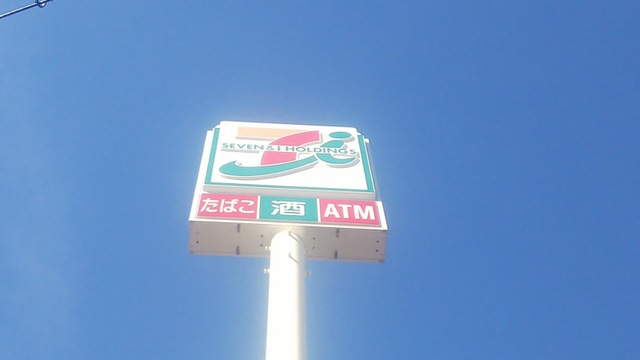 SEVEN & i HOLDINGS
たばこ 酒 ATM